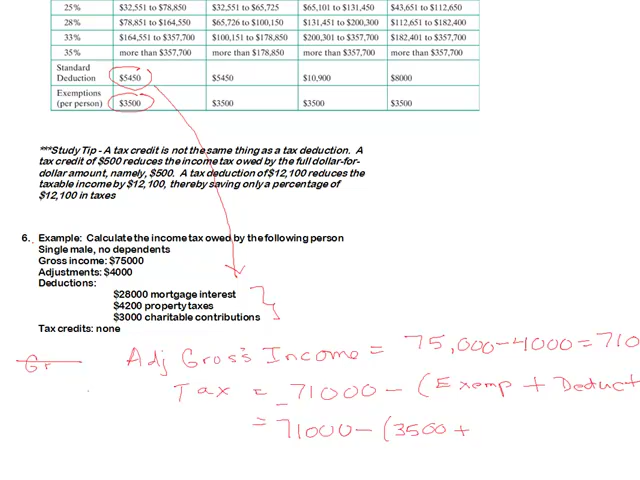 25% $32,551 to $78,850 $32,551 to $65,725 $65,101 to $131,450 $43,651 to $112,650
28% $78,851 to $164,550 $65,726 to $100,150 $131,451 to $200,300 $112,651 to $182,400
33% $164,551 to $357,700 $100,151 to $178,850 $200,301 to $357,700 $182,401 to $357,700
35% more than $357,700 more than $178,850 more than $357,700 more than $357,700
Standard
Deduction $5450 $5450 $10,900 $8000
Exemptions
(per person) $3500 $3500 $3500 $3500
***Study Tip - A tax credit is not the same thing as a tax deduction. A
tax credit of $500 reduces the income tax owed by the full dollar-for-
dollar amount, namely, $500. A tax deduction of $12,100 reduces the
taxable income by $12,100, thereby saving only a percentage of
$12,100 in taxes
6. Example: Calculate the income tax owed by the following person
Single male, no dependents
Gross income: $75000
Adjustments: $4000
Deductions:
$28000 mortgage interest
$4200 property taxes
$3000 charitable contributions
Tax credits: none
Gr
Adj Gross's Income = 75,000-4000=710
Tax = 71000 - (Exemp + Deduct
= 71000 - (3500 +